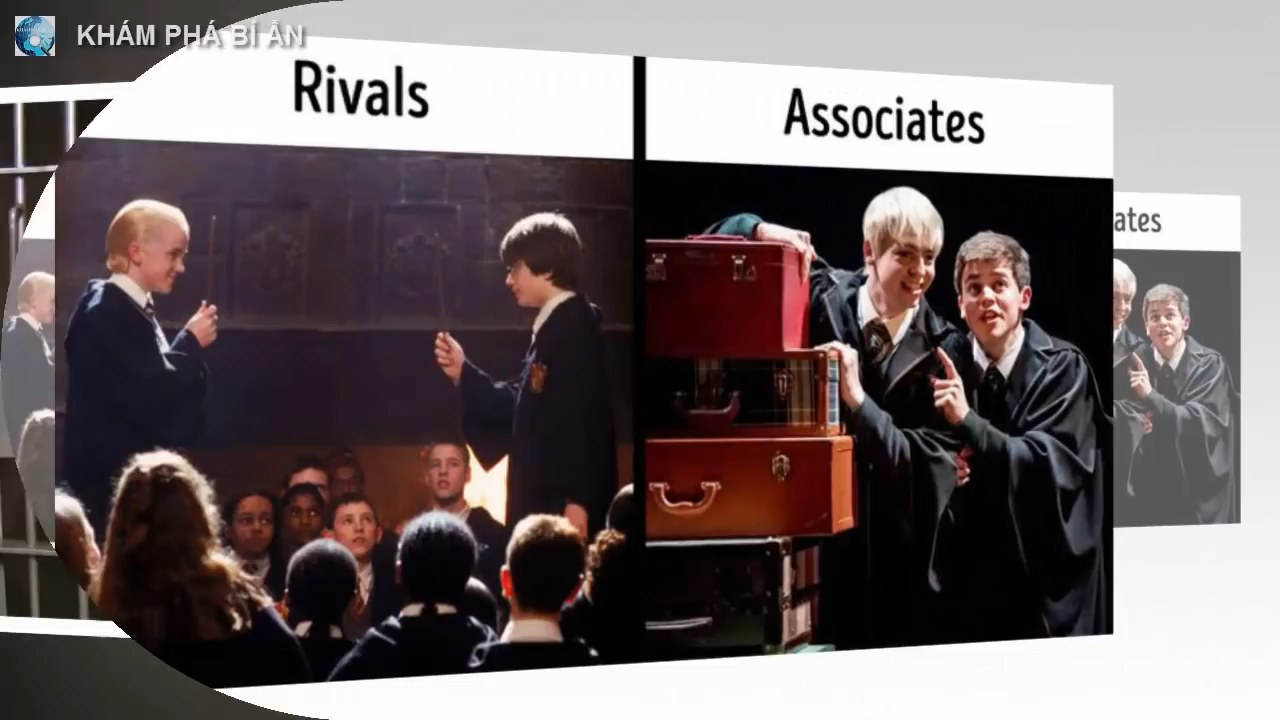 KHÁM PHÁ BÍ ẨN
Rivals
Associates
ates